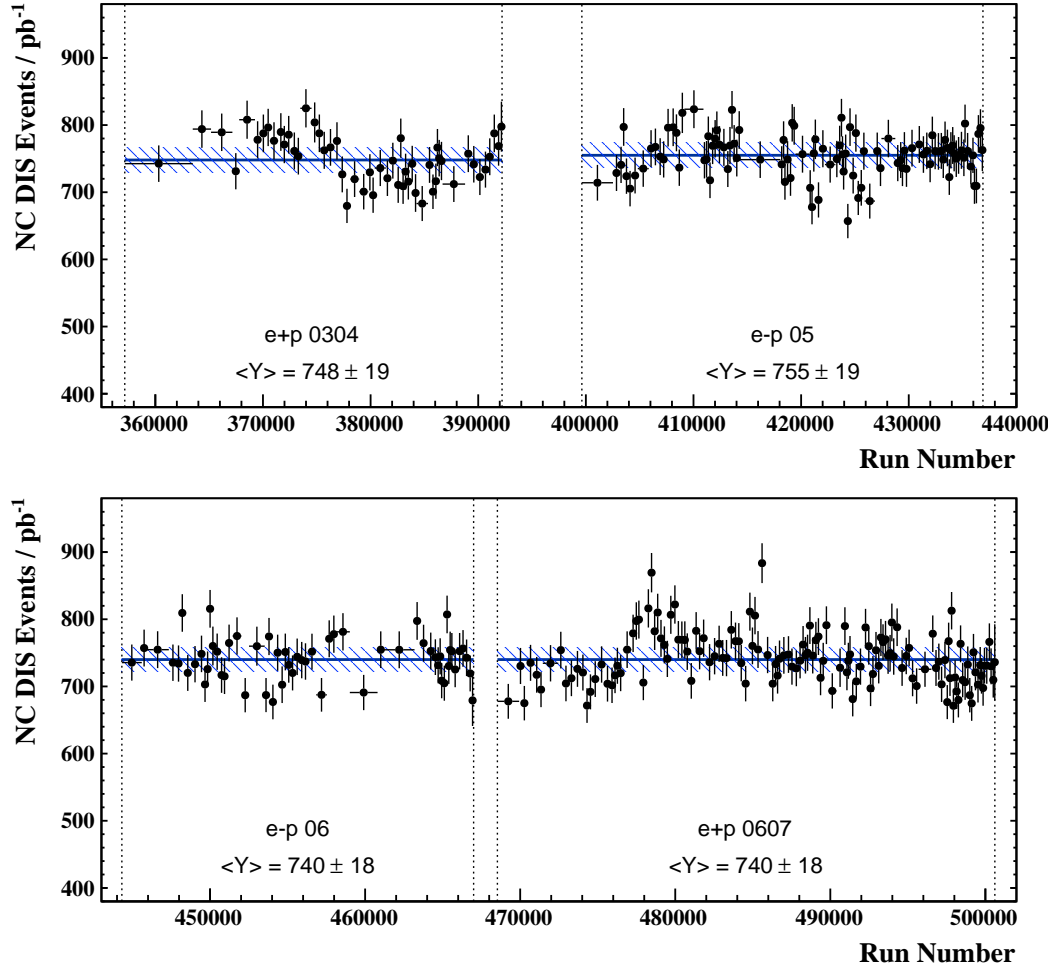 NC DIS Events / pb-1
900
800
700
600
500
400
e+p 0304
<Y> = 748 ± 19
e-p 05
<Y> = 755 ± 19
360000 370000 380000 390000 400000 410000 420000 430000 440000
Run Number
NC DIS Events / pb-1
900
800
700
600
500
400
e-p 06
<Y> = 740 ± 18
e+p 0607
<Y> = 740 ± 18
450000 460000 470000 480000 490000 500000
Run Number